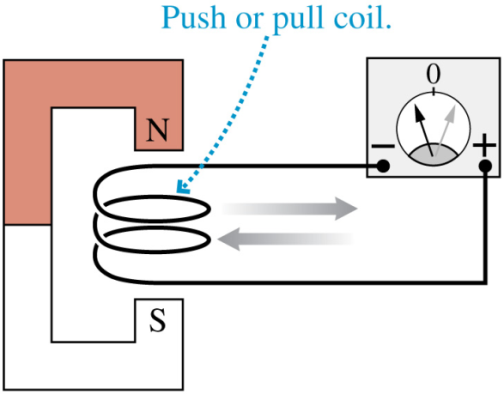 Push or pull coil.
0
N
− +
S